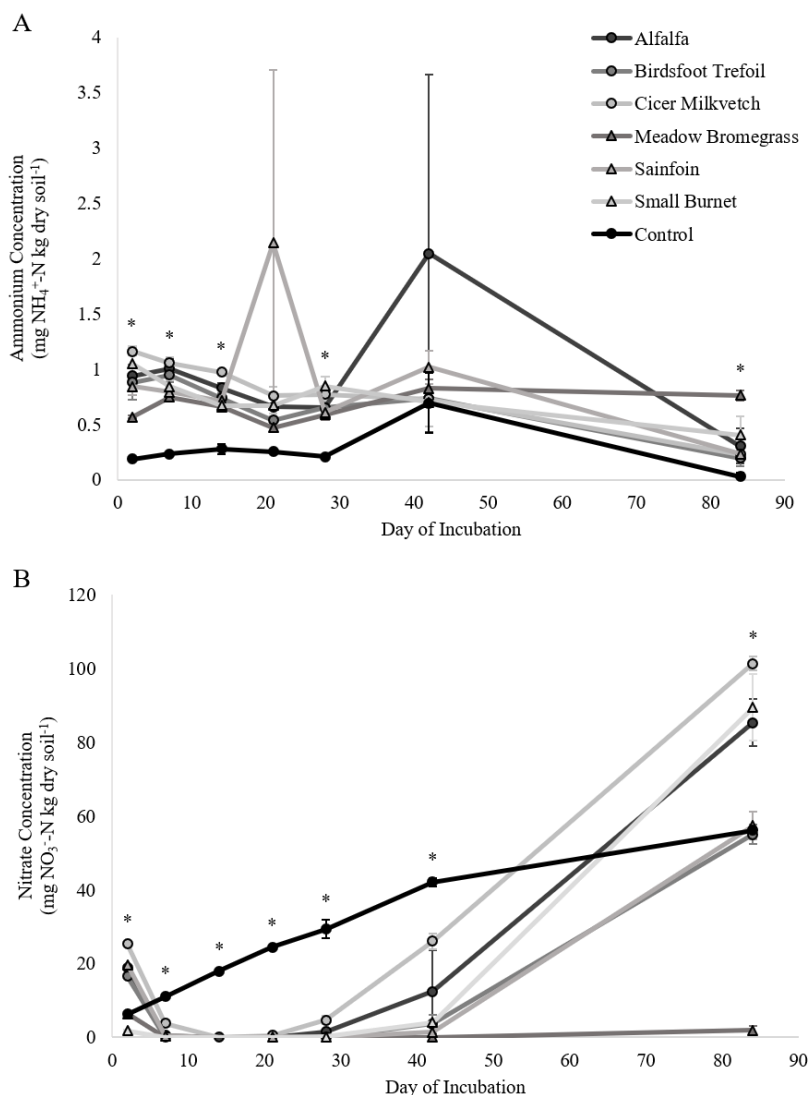 A
4
3.5
3
2.5
2
1.5
1
0.5
0
Ammonium Concentration
(mg NH₄⁺-N kg dry soil⁻¹)
Alfalfa
Birdsfoot Trefoil
Cicer Milkvetch
Meadow Bromegrass
Sainfoin
Small Burnet
Control
* * * * *
0 10 20 30 40 50 60 70 80 90
Day of Incubation
B
120
100
80
60
40
20
0
Nitrate Concentration
(mg NO₃⁻-N kg dry soil⁻¹)
* * * * * * *
0 10 20 30 40 50 60 70 80 90
Day of Incubation